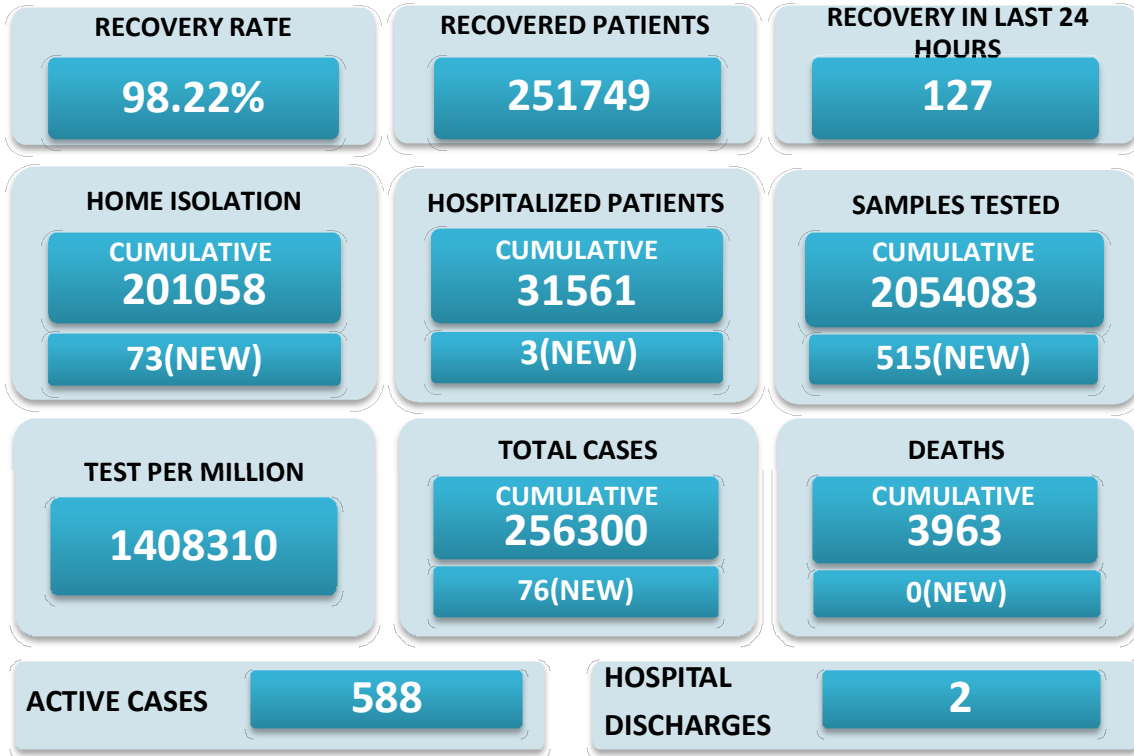 RECOVERY RATE
98.22%
RECOVERED PATIENTS
251749
RECOVERY IN LAST 24
HOURS
127
HOME ISOLATION
CUMULATIVE
201058
73(NEW)
HOSPITALIZED PATIENTS
CUMULATIVE
31561
3(NEW)
SAMPLES TESTED
CUMULATIVE
2054083
515(NEW)
TEST PER MILLION
1408310
TOTAL CASES
CUMULATIVE
256300
76(NEW)
DEATHS
CUMULATIVE
3963
0(NEW)
ACTIVE CASES
588
HOSPITAL
DISCHARGES
2